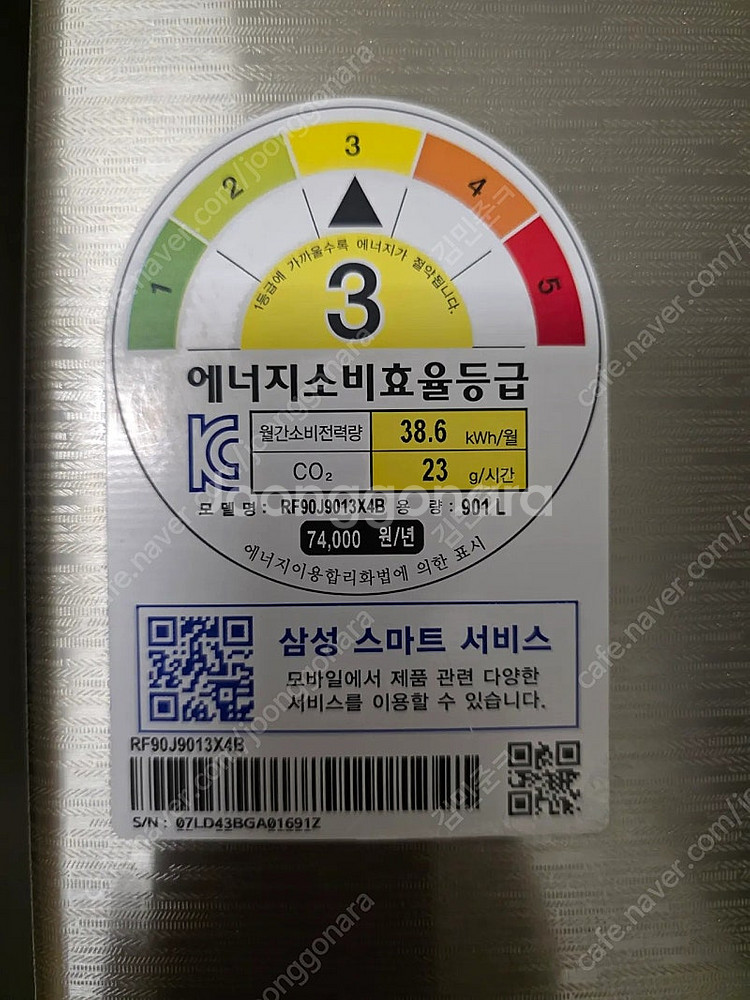 1
2
3
4
5
1등급에 가까울수록 에너지가 절약됩니다.
3
에너지소비효율등급
월간소비전력량 38.6 kWh/월
CO₂ 23 g/시간
모 델 명 : RF90J9013X4B 용 량 : 901 L
74,000 원/년
에너지이용합리화법에 의한 표시
삼성 스마트 서비스
모바일에서 제품 관련 다양한
서비스를 이용할 수 있습니다.
RF90J9013X4B
S/N : 07LD43BGA01691Z
joonggonara
cafe.naver.com/joonggonara